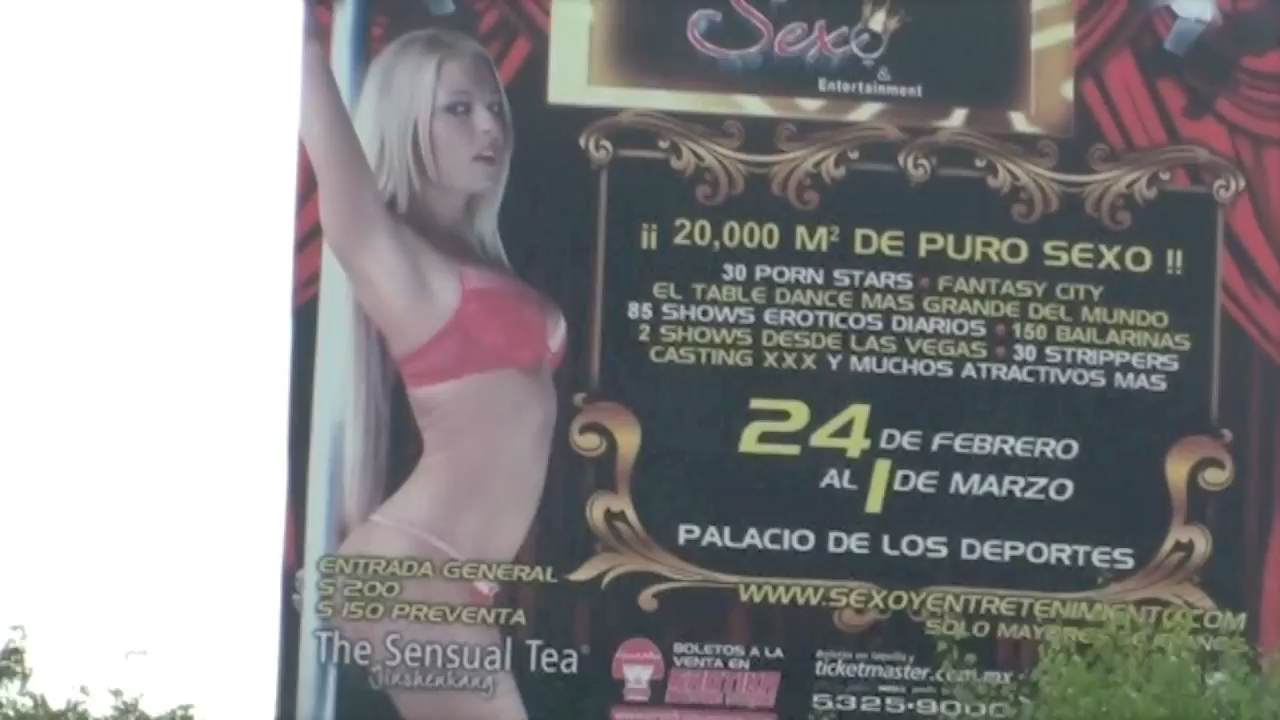 Sexo
&
Entertainment
¡¡ 20,000 M² DE PURO SEXO !!
30 PORN STARS • FANTASY CITY
EL TABLE DANCE MAS GRANDE DEL MUNDO
85 SHOWS EROTICOS DIARIOS • 150 BAILARINAS
2 SHOWS DESDE LAS VEGAS • 30 STRIPPERS
CASTING XXX Y MUCHOS ATRACTIVOS MAS
24 DE FEBRERO
AL 1 DE MARZO
PALACIO DE LOS DEPORTES
WWW.SEXOYENTRETENIMIENTO.COM
SOLO
ENTRADA GENERAL
$ 200
$ 150 PREVENTA
The Sensual Tea
Jinshenkang
BOLETOS A LA
VENTA EN
ticketmaster.com.mx
5325-9000